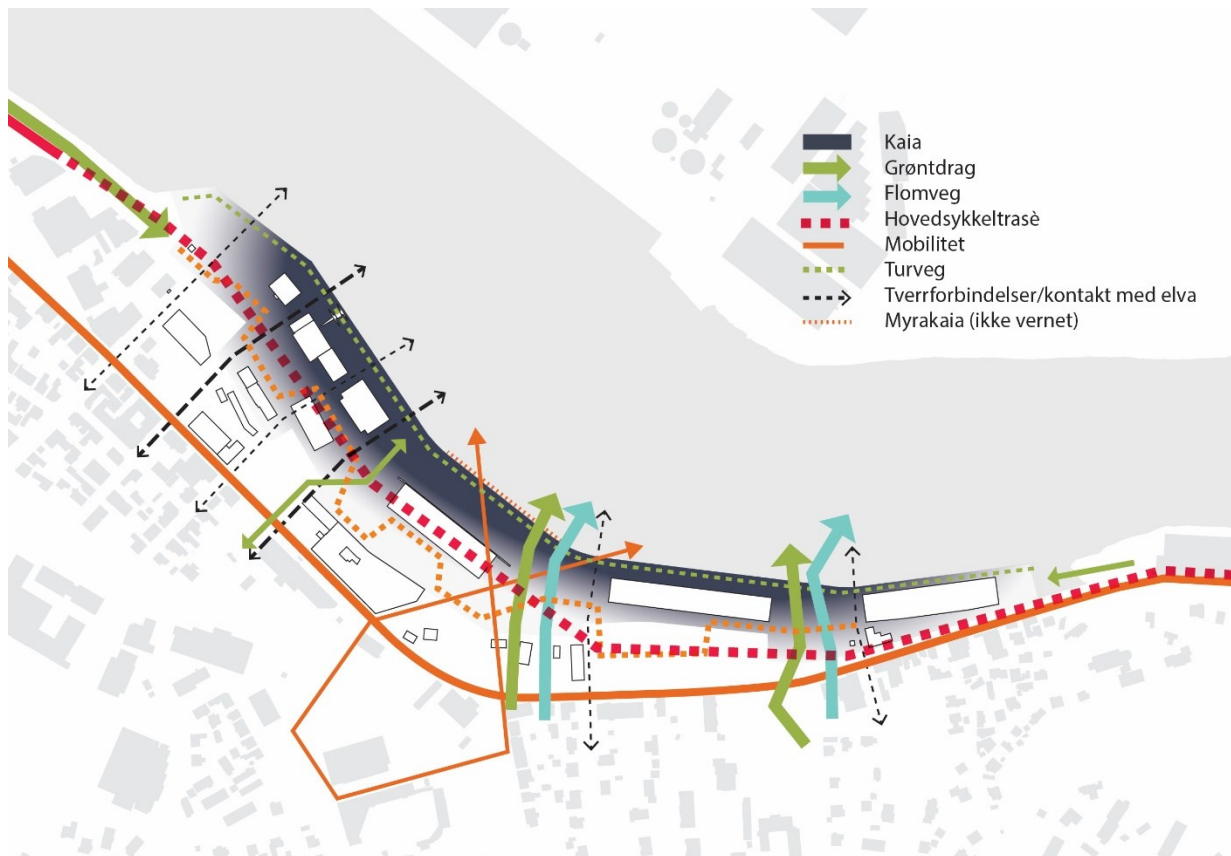 Kaia
Grøntdrag
Flomveg
Hovedsykkeltrasè
Mobilitet
Turveg
Tverrforbindelser/kontakt med elva
Myrakaia (ikke vernet)